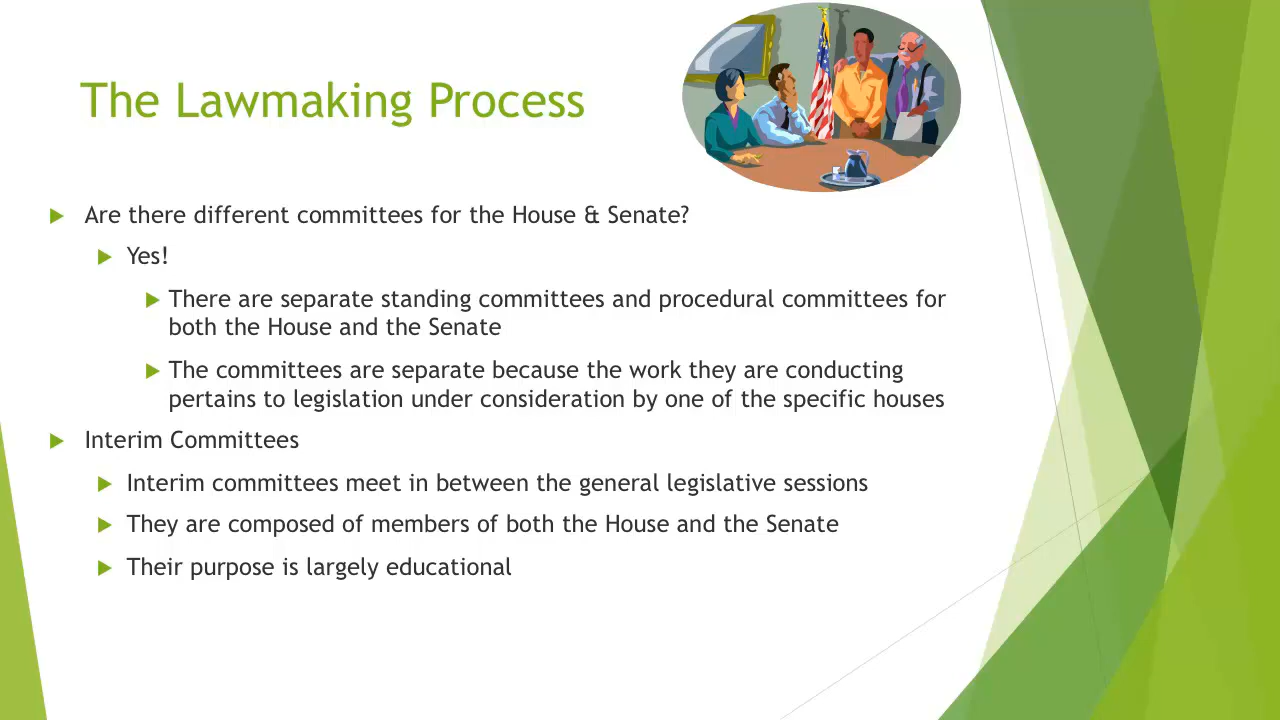 The Lawmaking Process
Are there different committees for the House & Senate?
Yes!
There are separate standing committees and procedural committees for
both the House and the Senate
The committees are separate because the work they are conducting
pertains to legislation under consideration by one of the specific houses
Interim Committees
Interim committees meet in between the general legislative sessions
They are composed of members of both the House and the Senate
Their purpose is largely educational